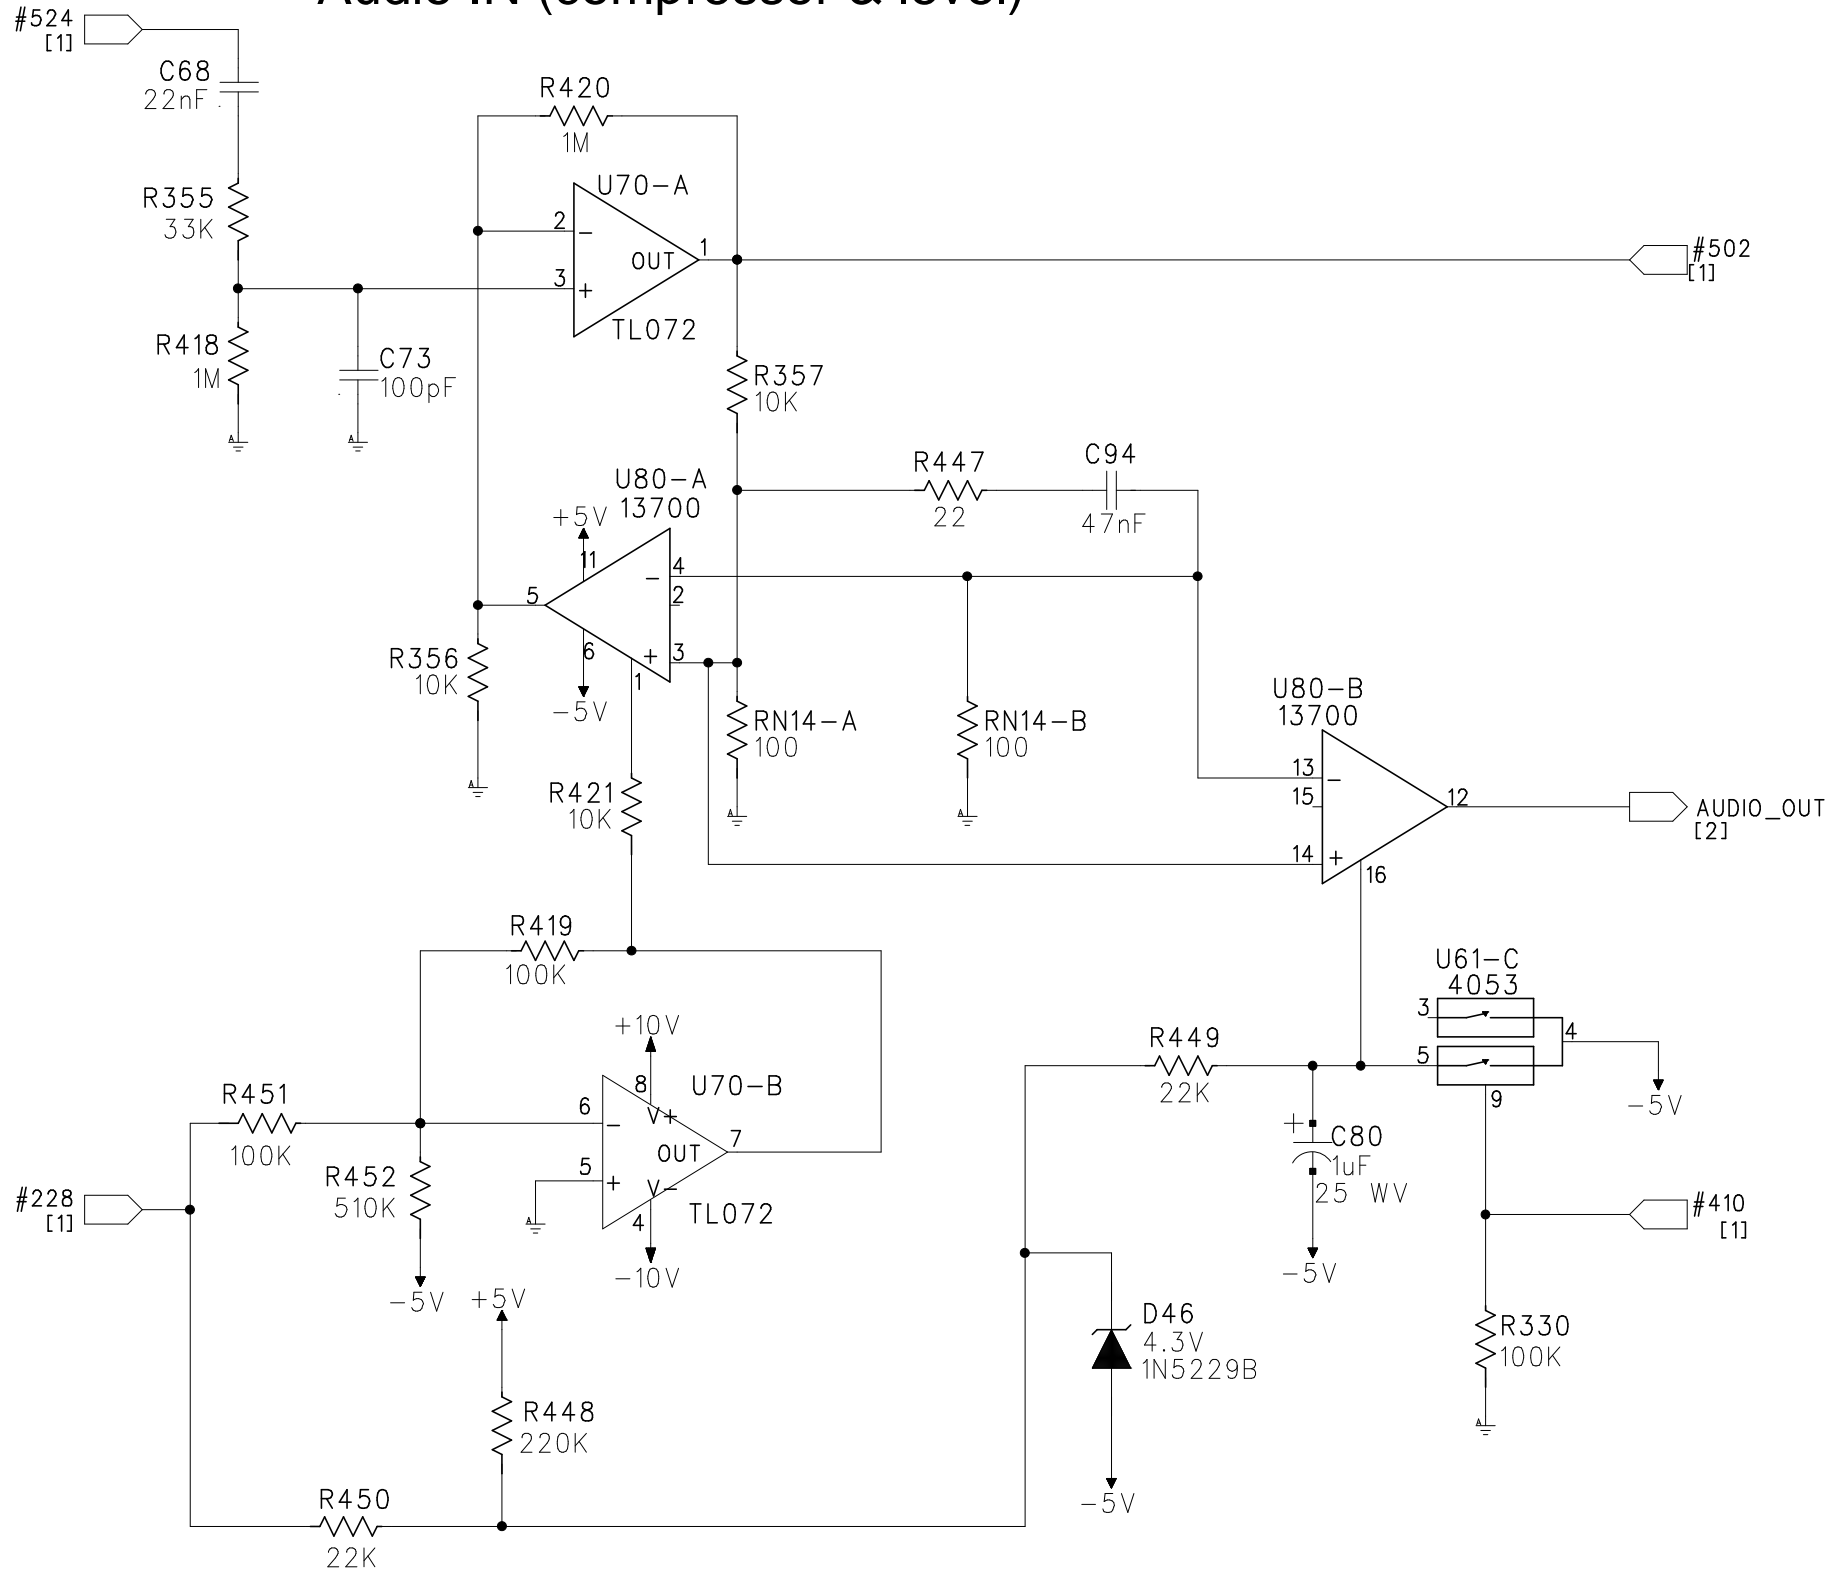 Audio IN (compressor & level)
#524
[1]
C68
22nF
R420
1M
U70-A
2
-
OUT
1
3
+
TL072
R355
33K
#502
[1]
R418
1M
C73
100pF
R357
10K
R447
22
C94
47nF
U80-A
13700
+5V
11
-
4
2
5
6
+
3
1
-5V
R356
10K
RN14-A
100
RN14-B
100
U80-B
13700
13
-
15
12
14
+
16
AUDIO_OUT
[2]
R421
10K
R419
100K
U61-C
4053
3
4
5
9
-5V
R449
22K
+10V
8
V+
U70-B
6
-
OUT
7
5
+
V-
4
TL072
-10V
R451
100K
R452
510K
-5V
#228
[1]
+
C80
1uF
25 WV
-5V
#410
[1]
+5V
D46
4.3V
1N5229B
-5V
R330
100K
R448
220K
R450
22K
A
A
A
A
A
A
A